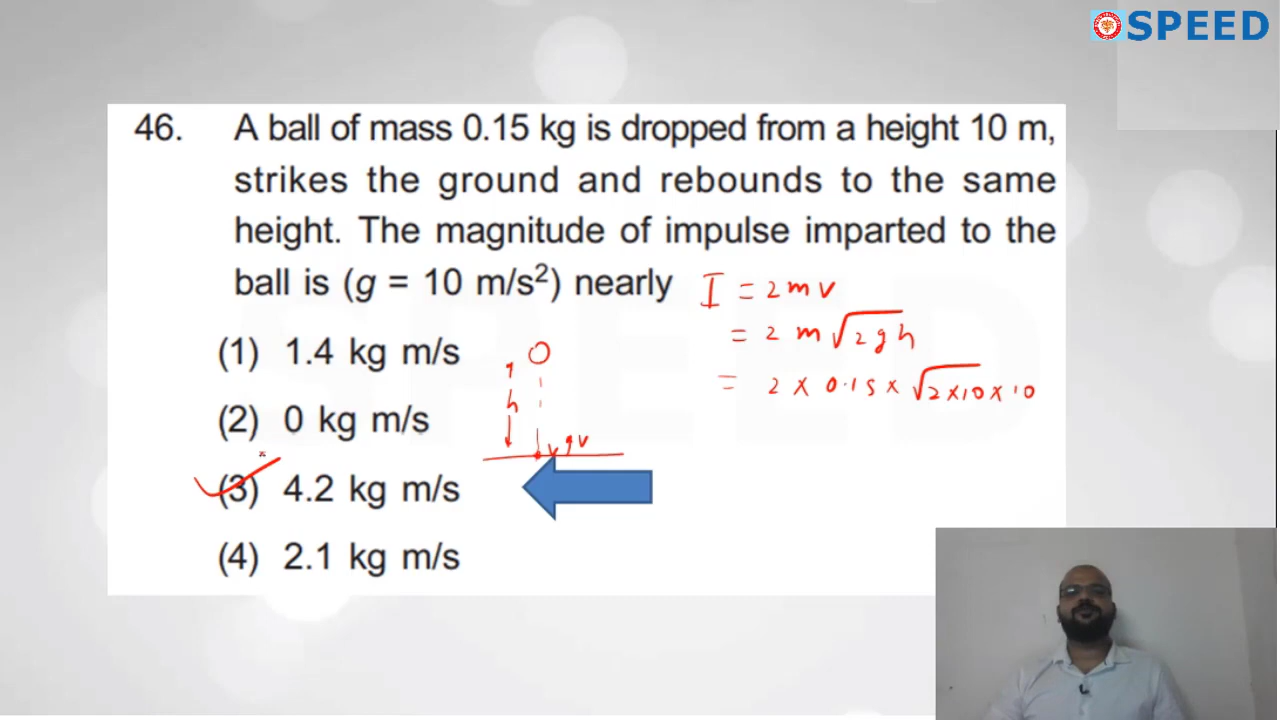 SPEED
46. A ball of mass 0.15 kg is dropped from a height 10 m,
strikes the ground and rebounds to the same
height. The magnitude of impulse imparted to the
ball is (g = 10 m/s²) nearly
I = 2mv
= 2 m√2gh
= 2 × 0.15 × √2×10×10
(1) 1.4 kg m/s
(2) 0 kg m/s
(3) 4.2 kg m/s
(4) 2.1 kg m/s
h
v